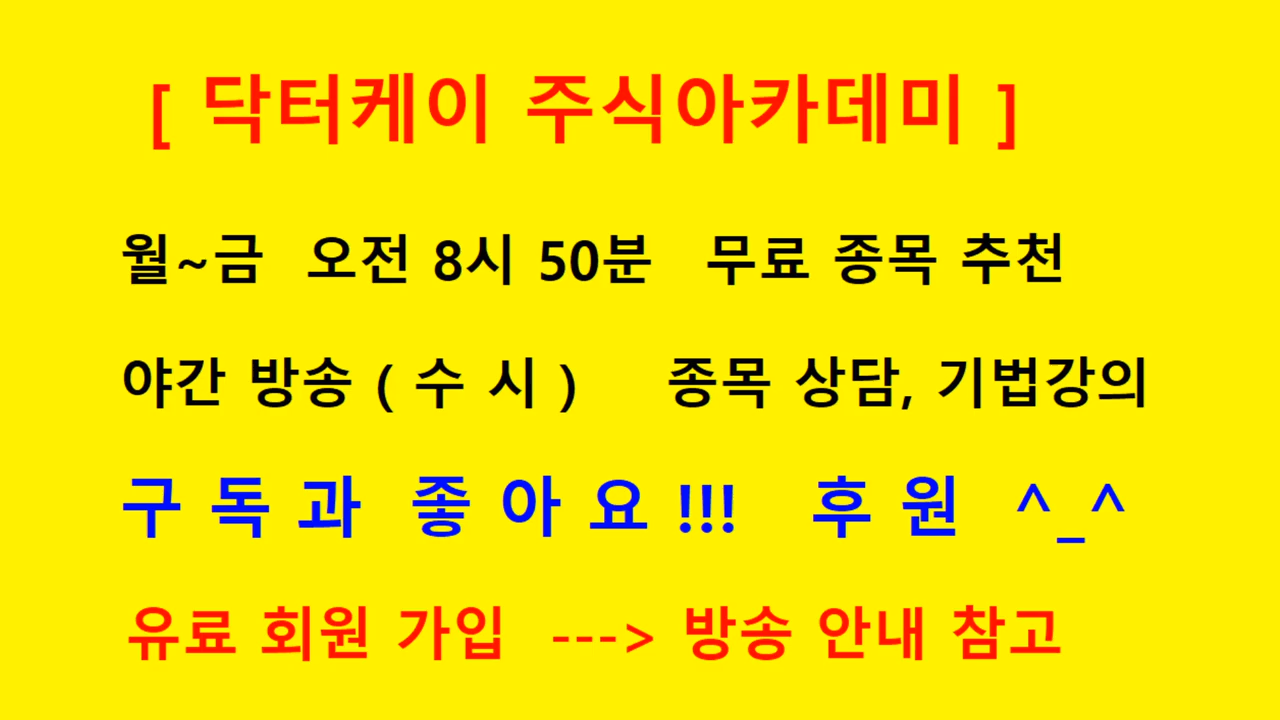 [ 닥터케이 주식아카데미 ]
월~금 오전 8시 50분 무료 종목 추천
야간 방송 ( 수 시 ) 종목 상담, 기법강의
구 독 과 좋 아 요 !!! 후 원 ^_^
유료 회원 가입 ---> 방송 안내 참고